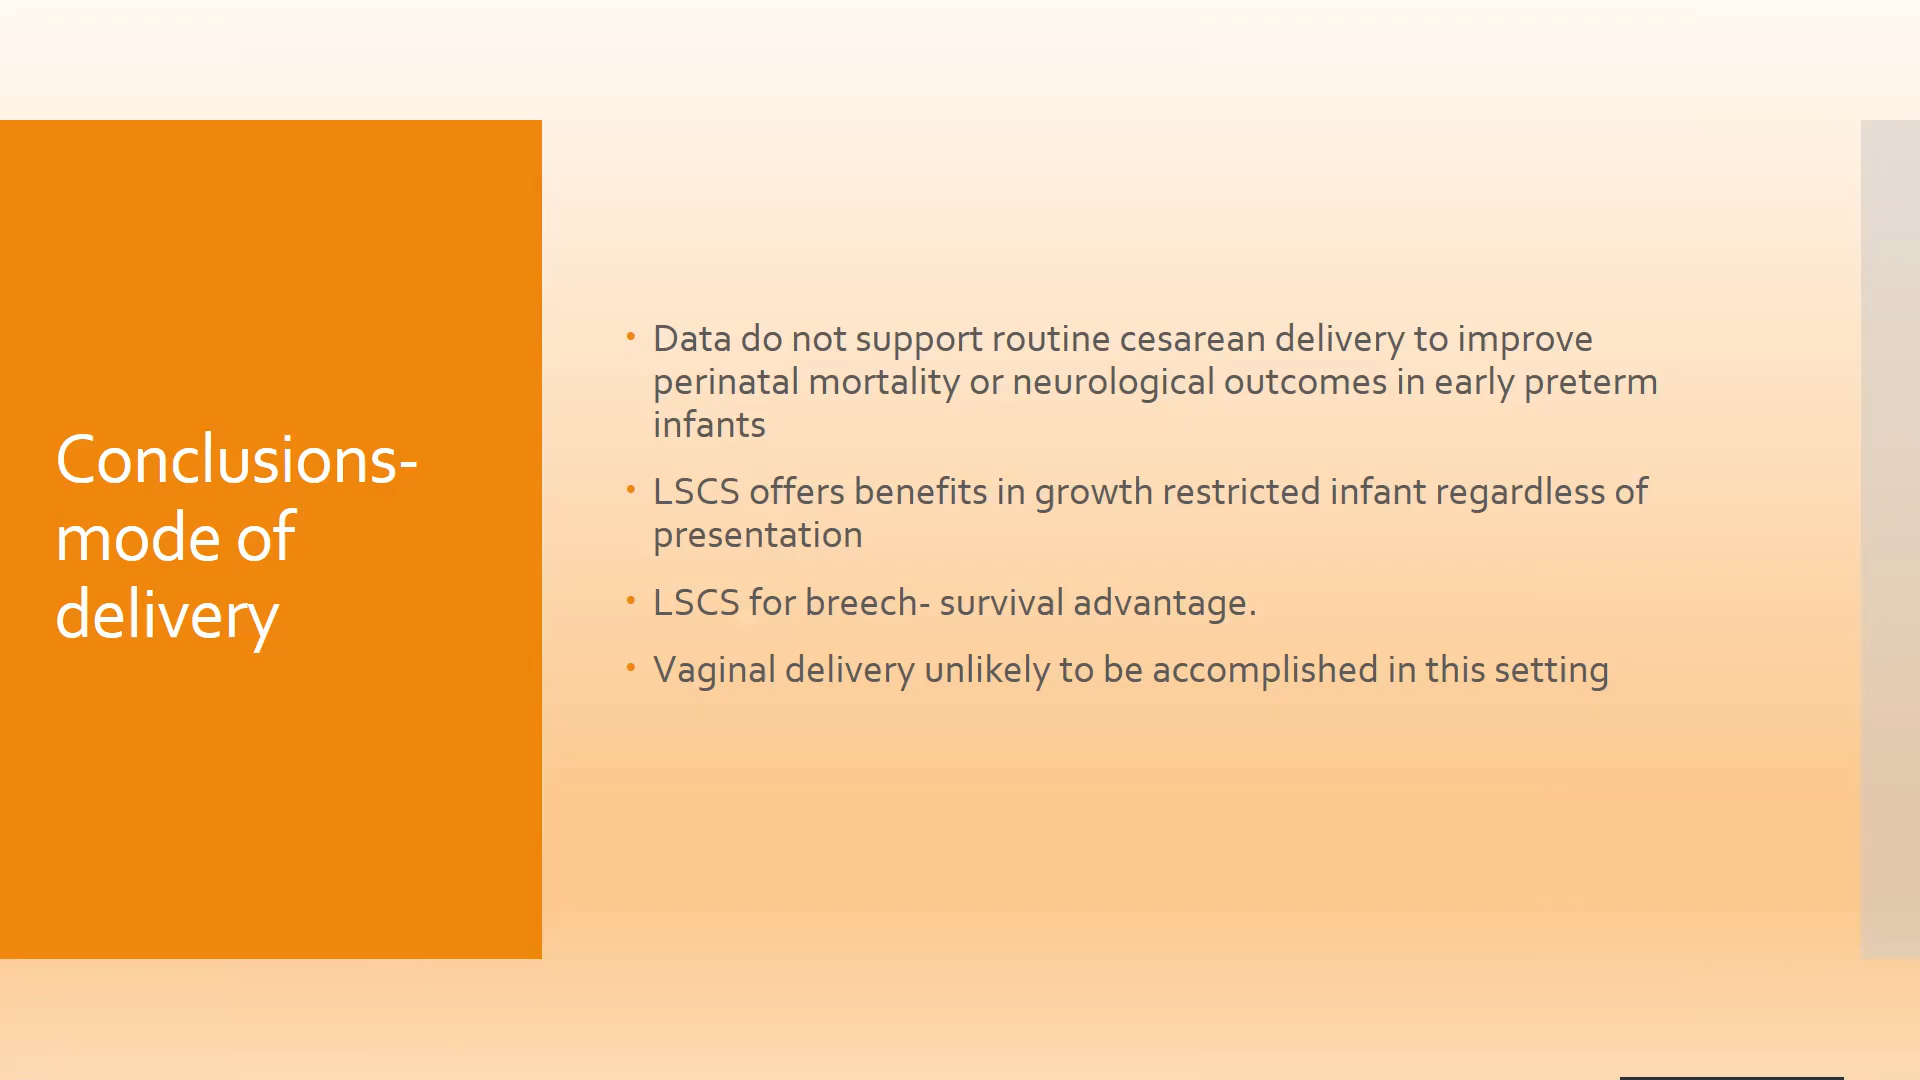 Conclusions-
mode of
delivery
• Data do not support routine cesarean delivery to improve
perinatal mortality or neurological outcomes in early preterm
infants
• LSCS offers benefits in growth restricted infant regardless of
presentation
• LSCS for breech- survival advantage.
• Vaginal delivery unlikely to be accomplished in this setting